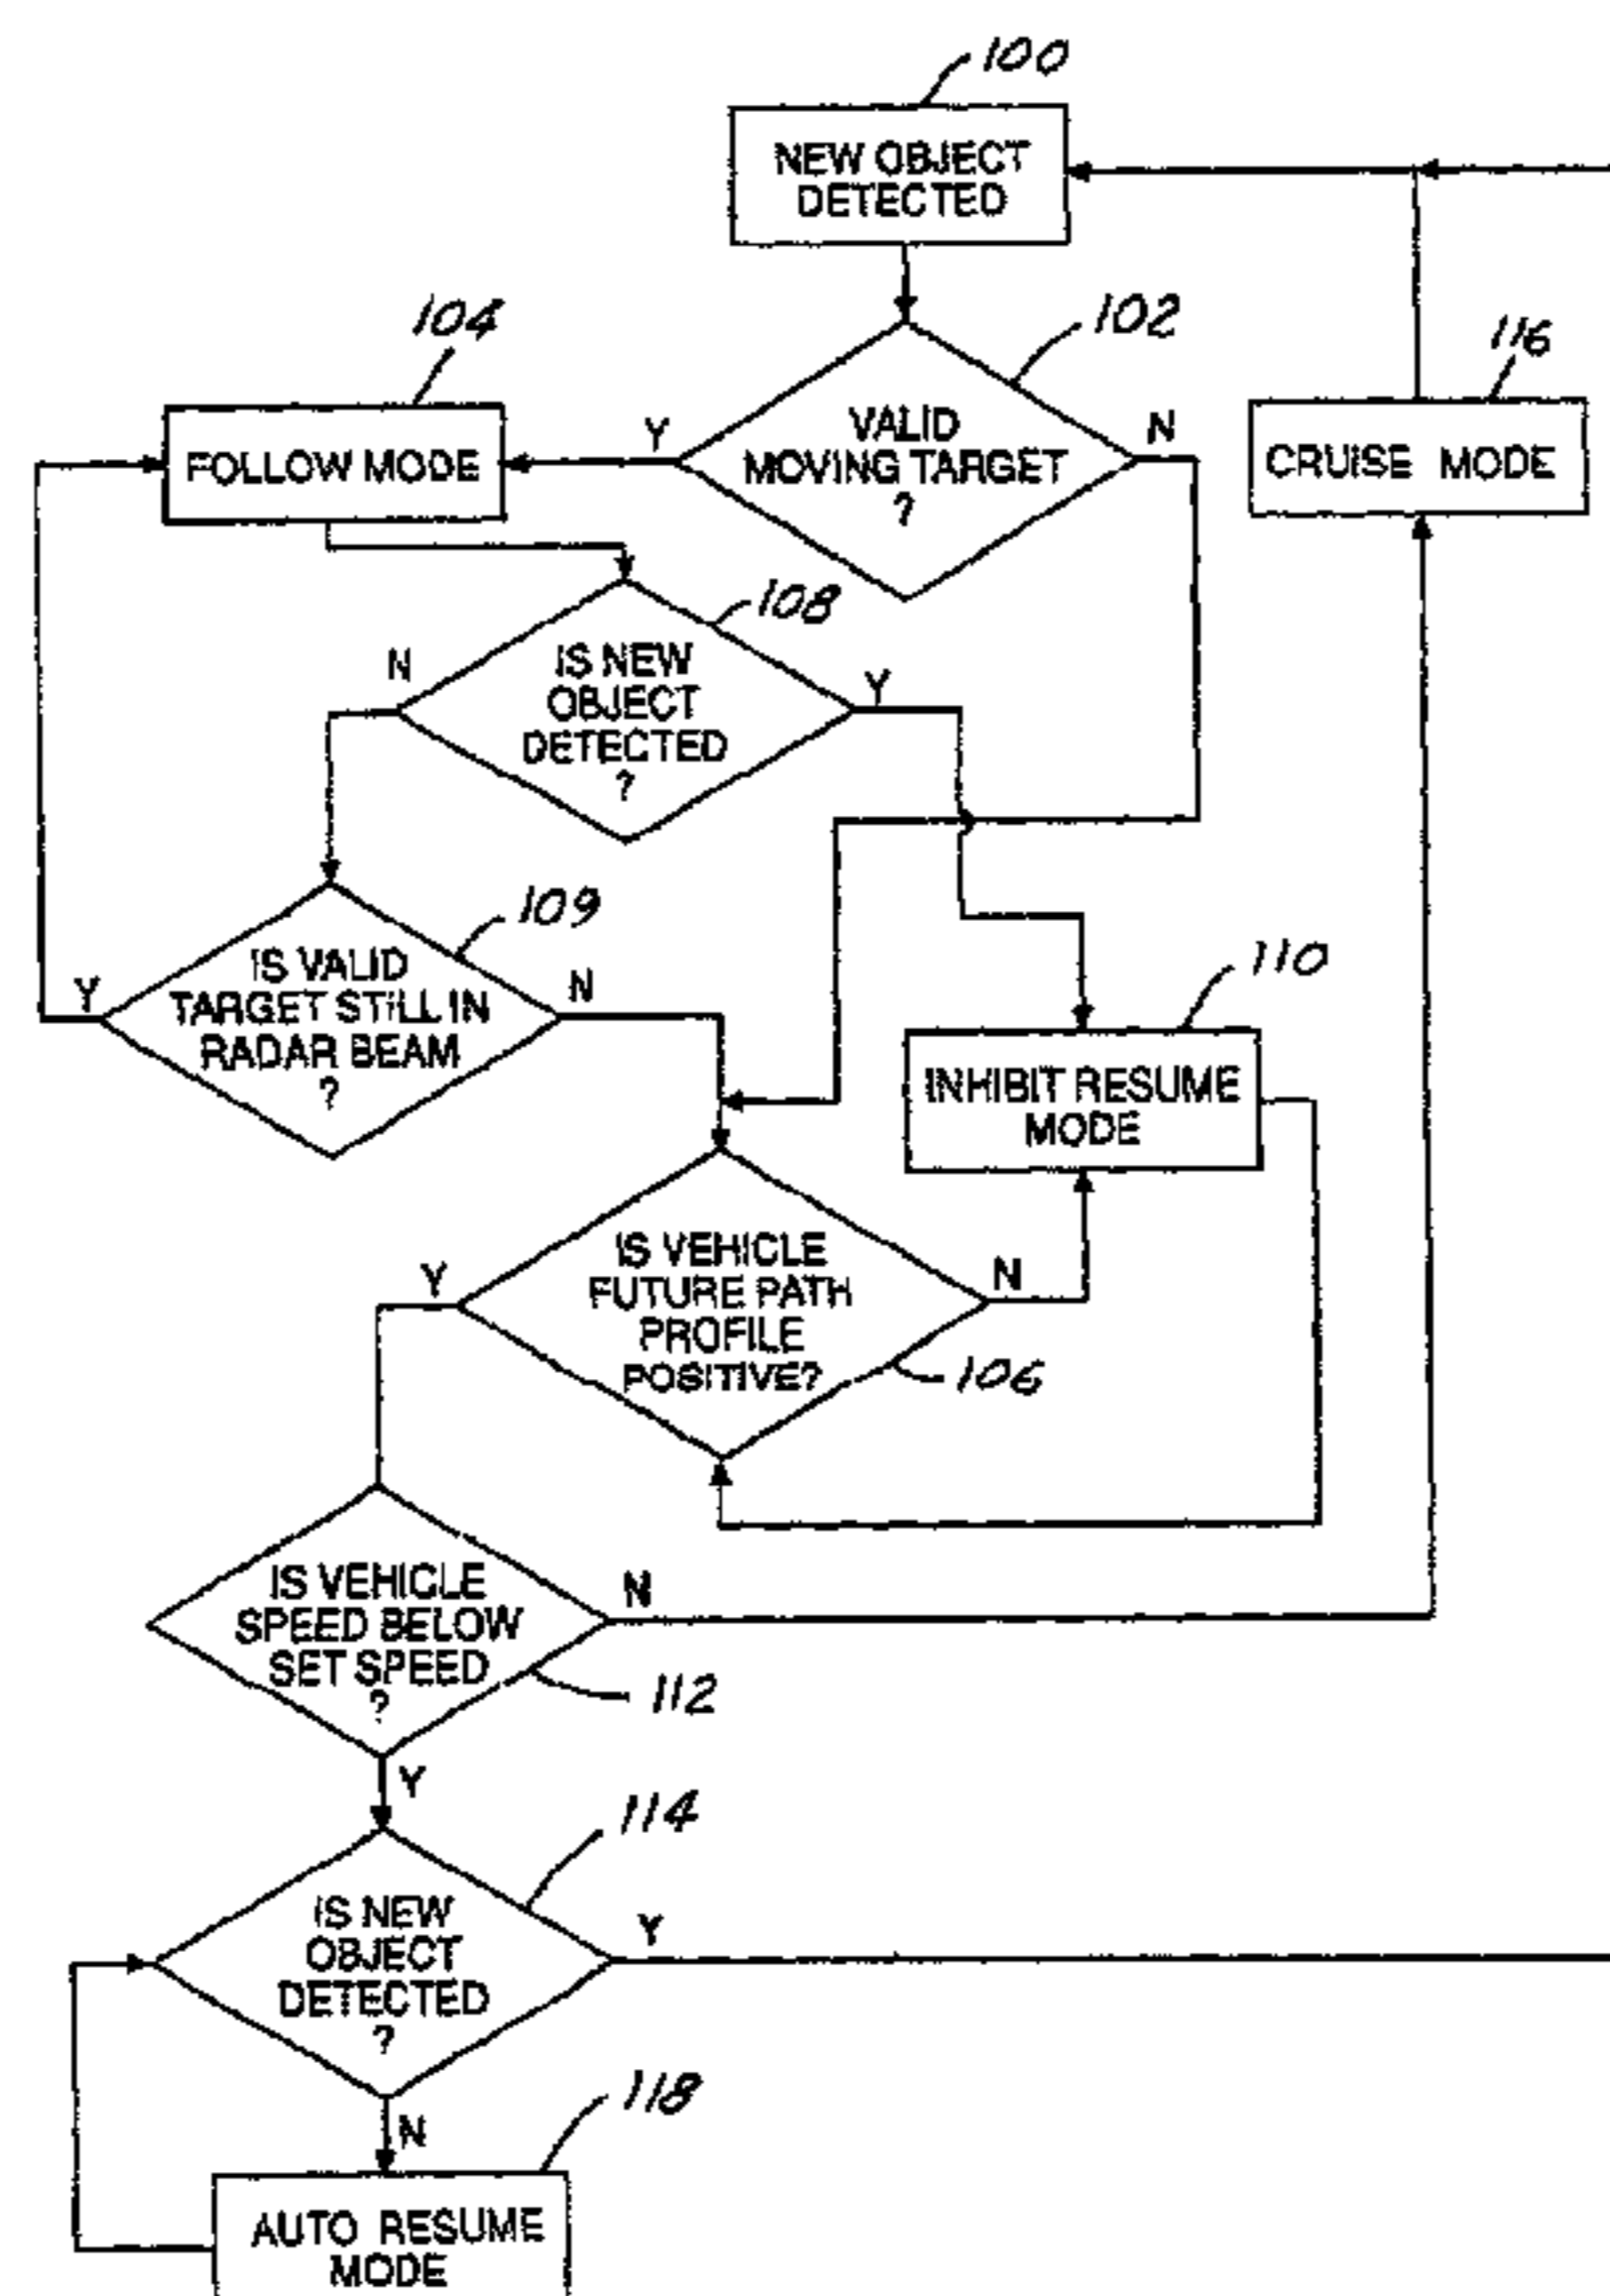 100
NEW OBJECT
DETECTED
102
104
116
VALID
MOVING TARGET
?
Y
N
FOLLOW MODE
CRUISE MODE
108
IS NEW
OBJECT
DETECTED
?
N
Y
109
IS VALID
TARGET STILL IN
RADAR BEAM
?
Y
N
110
INHIBIT RESUME
MODE
IS VEHICLE
FUTURE PATH
PROFILE
POSITIVE?
Y
N
106
IS VEHICLE
SPEED BELOW
SET SPEED
?
N
112
Y
114
IS NEW
OBJECT
DETECTED
?
Y
N
118
AUTO RESUME
MODE